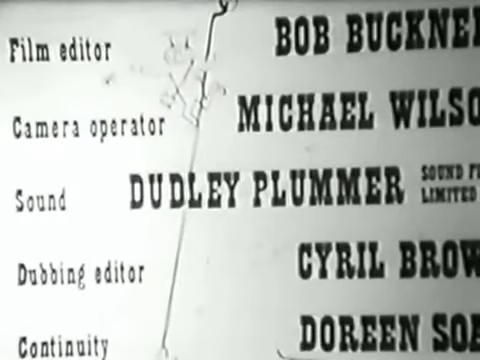 Film editor BOB BUCKNE
Camera operator MICHAEL WILSO
Sound DUDLEY PLUMMER SOUND
LIMITED
Dubbing editor CYRIL BROW
Continuity DOREEN SOA